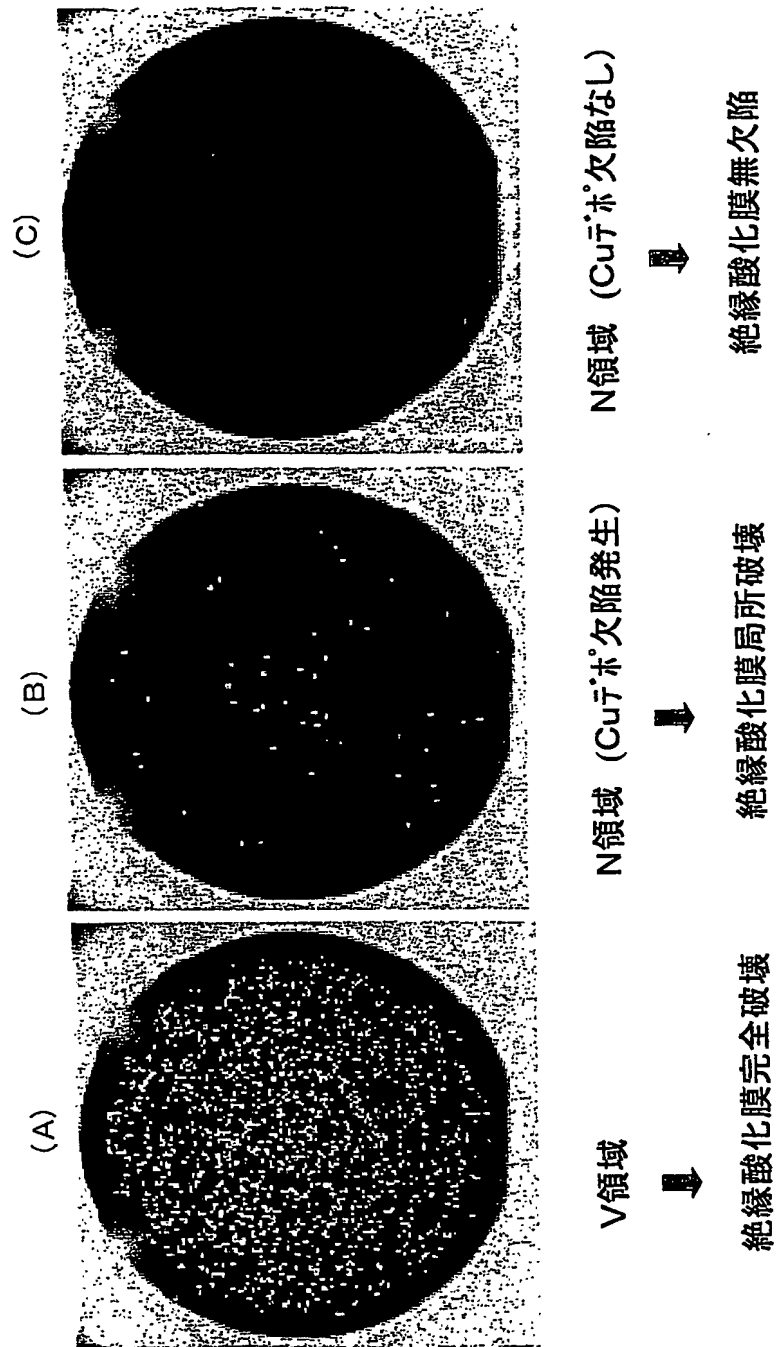 (A)
V領域
絶縁酸化膜完全破壊
(B)
N領域 (Cuデポ欠陥発生)
絶縁酸化膜局所破壊
(C)
N領域 (Cuデポ欠陥なし)
絶縁酸化膜無欠陥